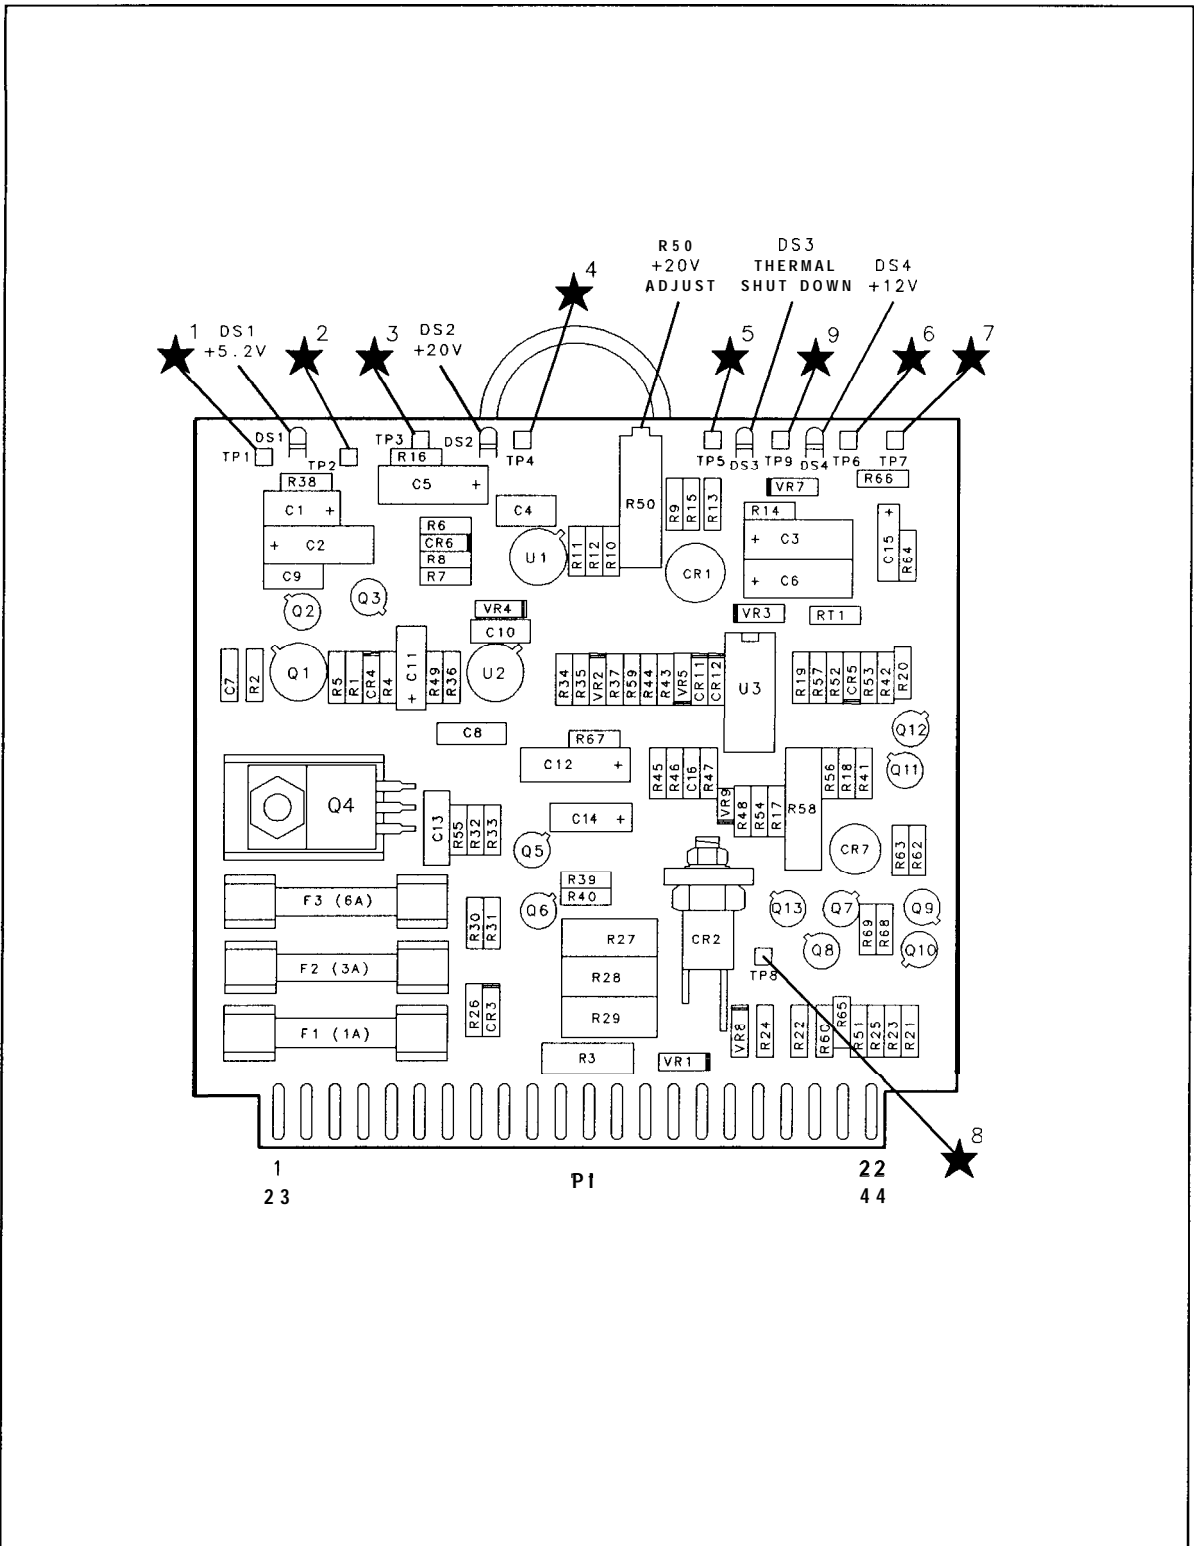 R50
+20V
ADJUST
DS3
THERMAL
SHUT DOWN
DS4
+12V
4
1
DS1
+5.2V
2
3
DS2
+20V
5
9
6
7
DS1
TP1
TP2
TP3
DS2
TP4
TP5
DS3
TP9
DS4
TP6
TP7
R38
R16
C5 +
C1 +
+ C2
C9
C4
R6
CR6
R8
R7
U1
R11
R12
R10
R50
R9
R15
R13
CR1
VR7
R14
+ C3
+ C6
R66
+
C15
R64
Q2
Q3
VR4
C10
VR3
RT1
C7
R2
Q1
R5
R1
CR4
R4
+ C11
R49
R36
U2
R34
R35
VR2
R37
R59
R44
R43
VR5
CR11
CR12
U3
R19
R57
R52
CR5
R53
R42
R20
C8
R67
C12 +
Q12
Q11
R45
R46
C16
R47
VR9
R48
R54
R17
R58
R56
R18
R41
Q4
C13
R55
R32
R33
C14 +
Q5
CR7
R63
R62
F3 (6A)
R39
R40
Q6
R30
R31
R27
R28
R29
CR2
Q13
Q7
Q9
Q8
R69
R68
Q10
TP8
F2 (3A)
F1 (1A)
R26
CR3
R3
VR1
VR8
R24
R22
R60
R65
R51
R25
R23
R21
8
1
23
P1
22
44